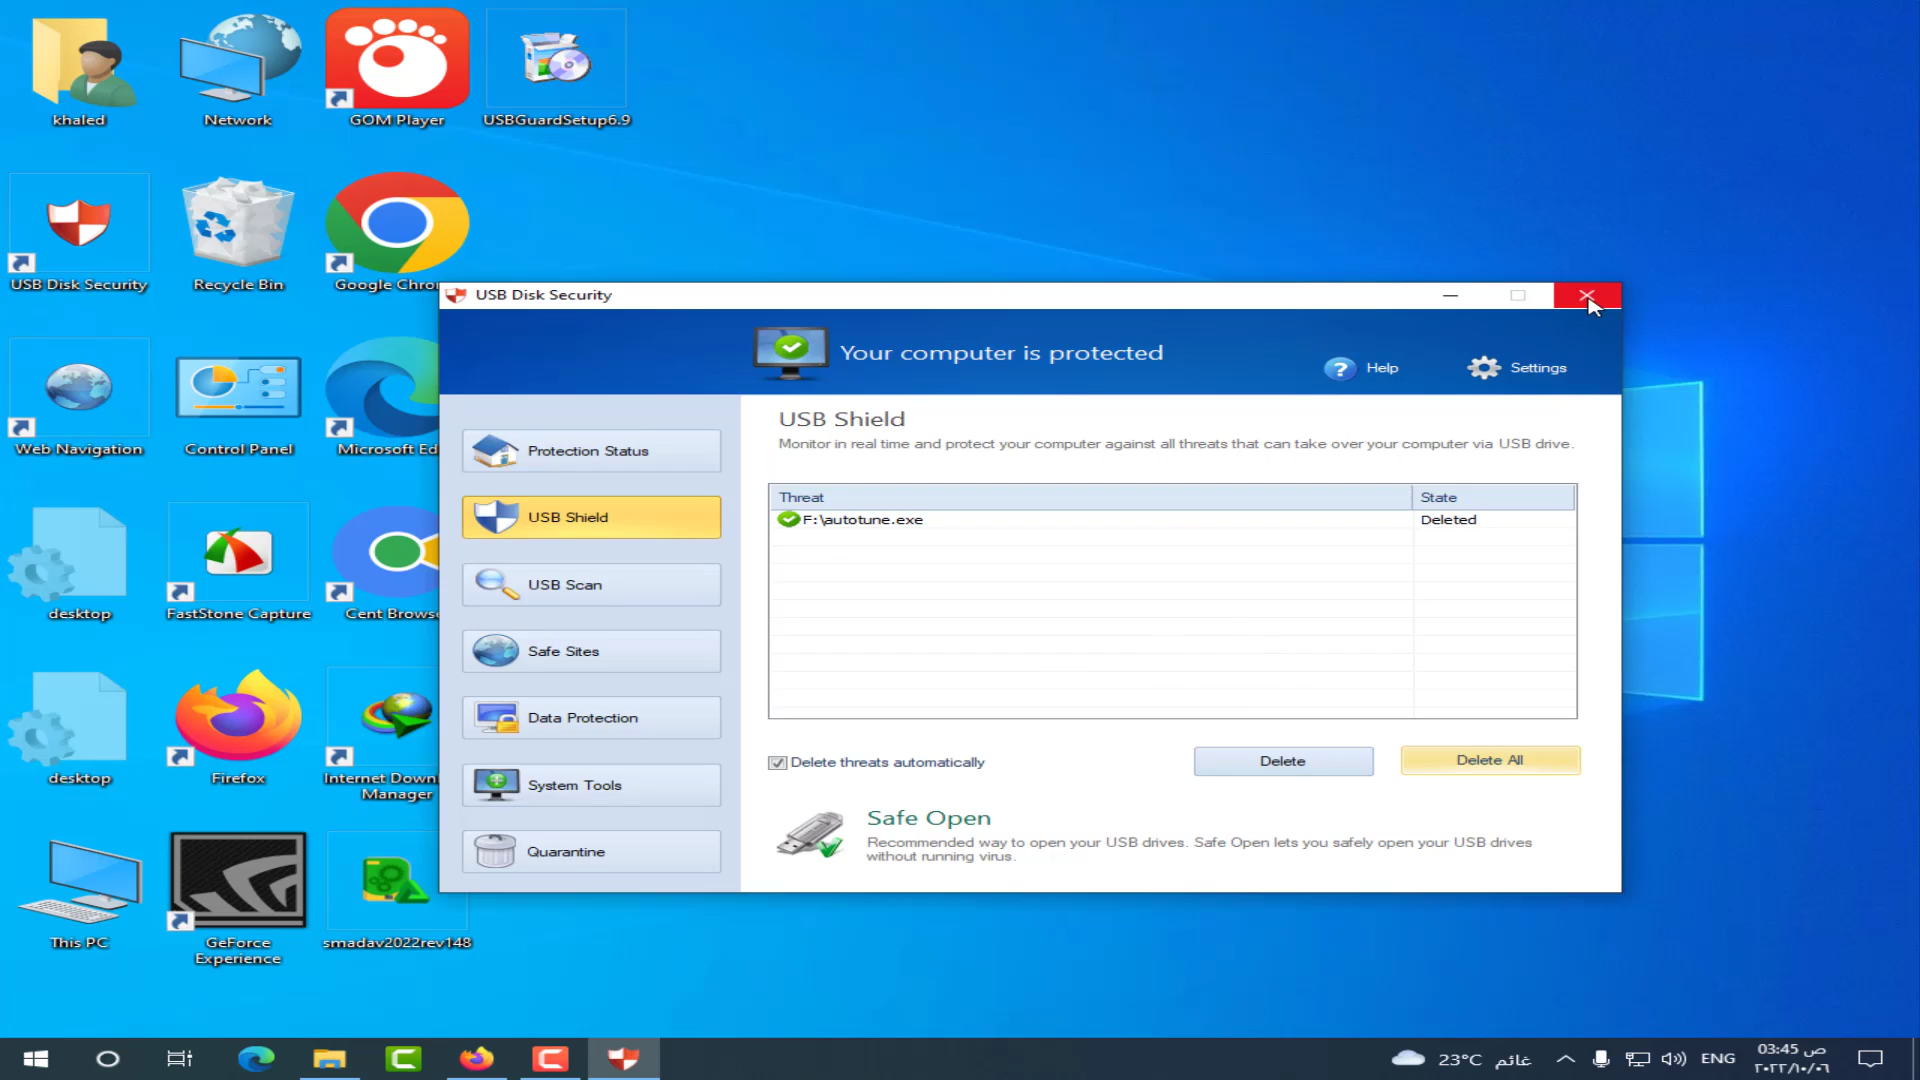 khaled
Network
GOM Player
USBGuardSetup6.9
USB Disk Security
Recycle Bin
Google Chro
Web Navigation
Control Panel
Microsoft Ed
desktop
FastStone Capture
Cent Browse
desktop
Firefox
Internet Down
Manager
This PC
GeForce
Experience
smadav2022rev148
USB Disk Security
Your computer is protected
Help
Settings
Protection Status
USB Shield
USB Scan
Safe Sites
Data Protection
System Tools
Quarantine
USB Shield
Monitor in real time and protect your computer against all threats that can take over your computer via USB drive.
Threat State
F:\autotune.exe Deleted
Delete threats automatically
Delete
Delete All
Safe Open
Recommended way to open your USB drives. Safe Open lets you safely open your USB drives
without running virus.
23°C غائم
ENG
03:45 ص
٢٠٢٢/١٠/٠٦